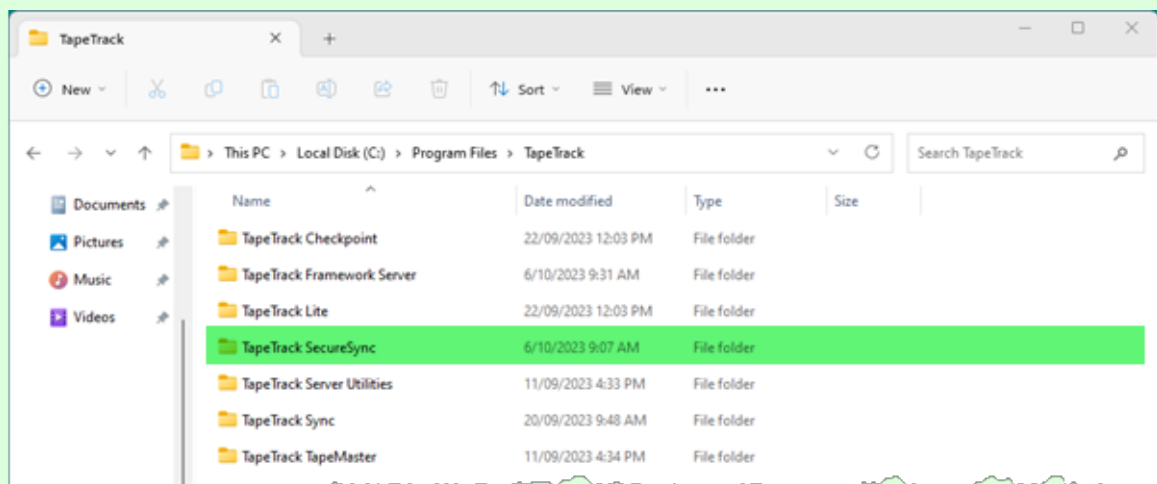 TapeTrack
New
Sort
View
This PC > Local Disk (C:) > Program Files > TapeTrack
Search TapeTrack
Documents
Pictures
Music
Videos
Name Date modified Type Size
TapeTrack Checkpoint 22/09/2023 12:03 PM File folder
TapeTrack Framework Server 6/10/2023 9:31 AM File folder
TapeTrack Lite 22/09/2023 12:03 PM File folder
TapeTrack SecureSync 6/10/2023 9:07 AM File folder
TapeTrack Server Utilities 11/09/2023 4:33 PM File folder
TapeTrack Sync 20/09/2023 9:48 AM File folder
TapeTrack TapeMaster 11/09/2023 4:34 PM File folder